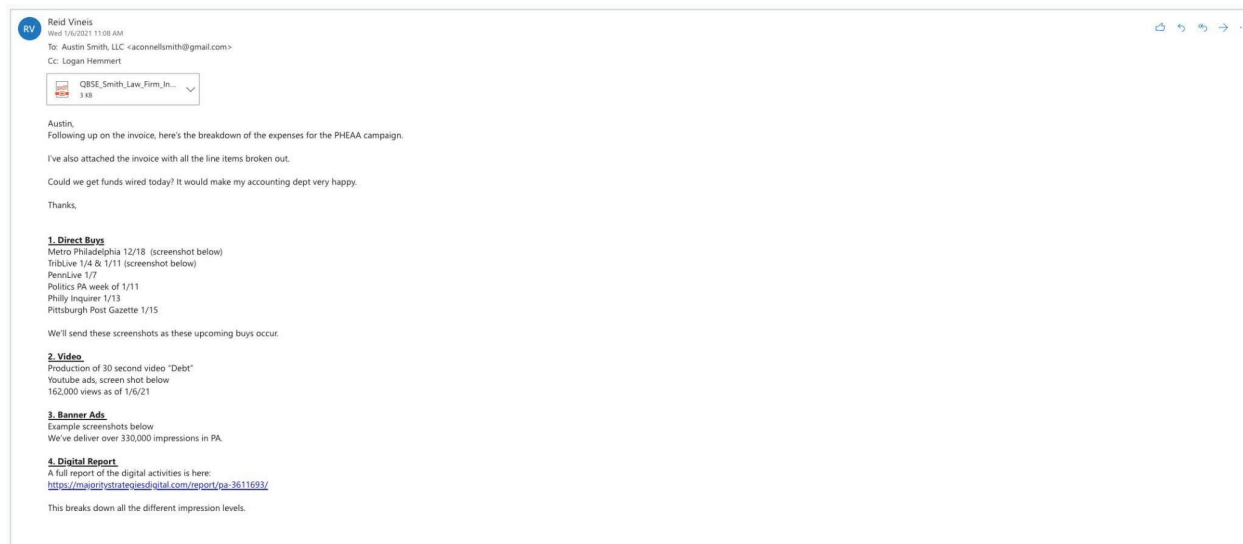 RV
Reid Vineis
Wed 1/6/2021 11:08 AM
To: Austin Smith, LLC <aconnellsmith@gmail.com>
Cc: Logan Hemmert
QBSE_Smith_Law_Firm_In...
3 KB
Austin,
Following up on the invoice, here's the breakdown of the expenses for the PHEAA campaign.
I've also attached the invoice with all the line items broken out.
Could we get funds wired today? It would make my accounting dept very happy.
Thanks,
1. Direct Buys
Metro Philadelphia 12/18 (screenshot below)
TribLive 1/4 & 1/11 (screenshot below)
PennLive 1/7
Politics PA week of 1/11
Philly Inquirer 1/13
Pittsburgh Post Gazette 1/15
We'll send these screenshots as these upcoming buys occur.
2. Video
Production of 30 second video "Debt"
Youtube ads, screen shot below
162,000 views as of 1/6/21
3. Banner Ads
Example screenshots below
We've deliver over 330,000 impressions in PA.
4. Digital Report
A full report of the digital activities is here:
https://majoritystrategiesdigital.com/report/pa-3611693/
This breaks down all the different impression levels.